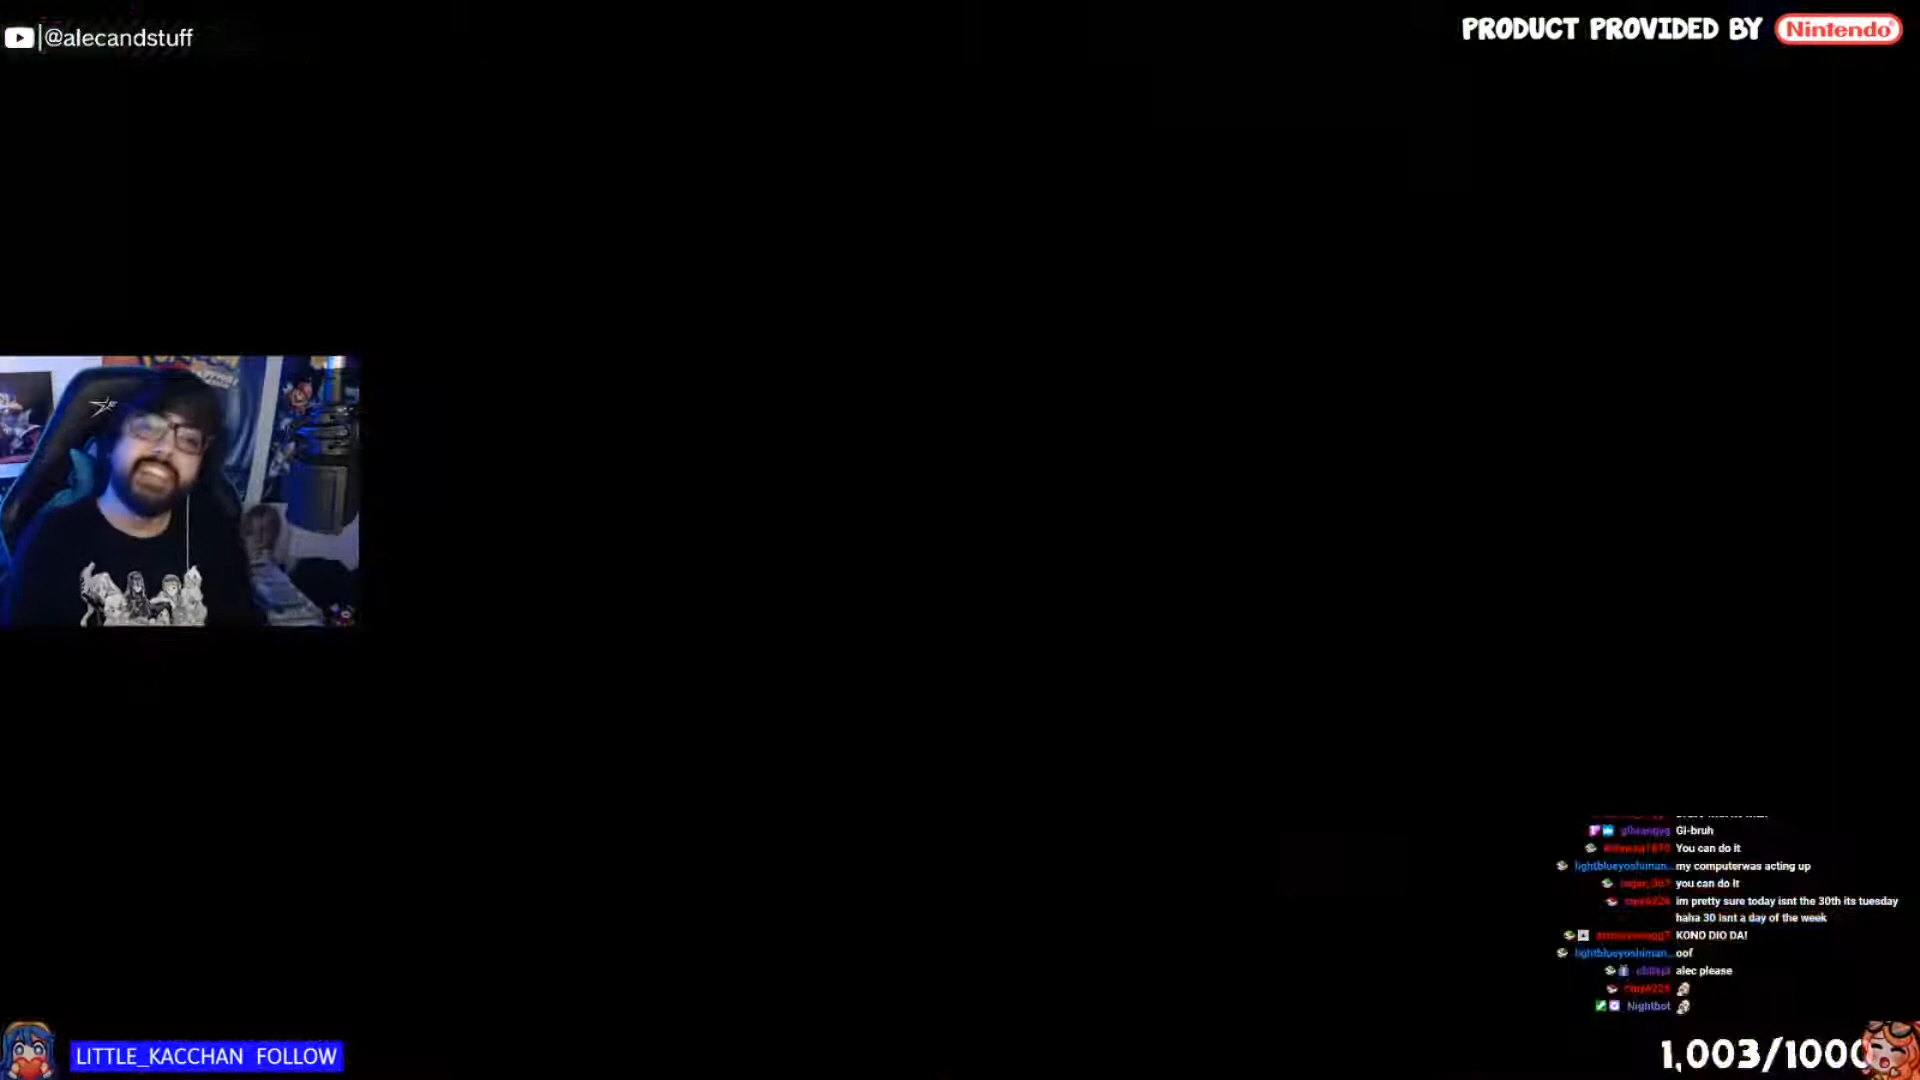 @alecandstuff
PRODUCT PROVIDED BY Nintendo
GI-bruh
You can do it
lightblueyoshiman... my computerwas acting up
you can do it
im pretty sure today isnt the 30th its tuesday
haha 30 isnt a day of the week
KONO DIO DA!
lightblueyoshiman... oof
alec please
Nightbot
LITTLE_KACCHAN FOLLOW
1,003/1000